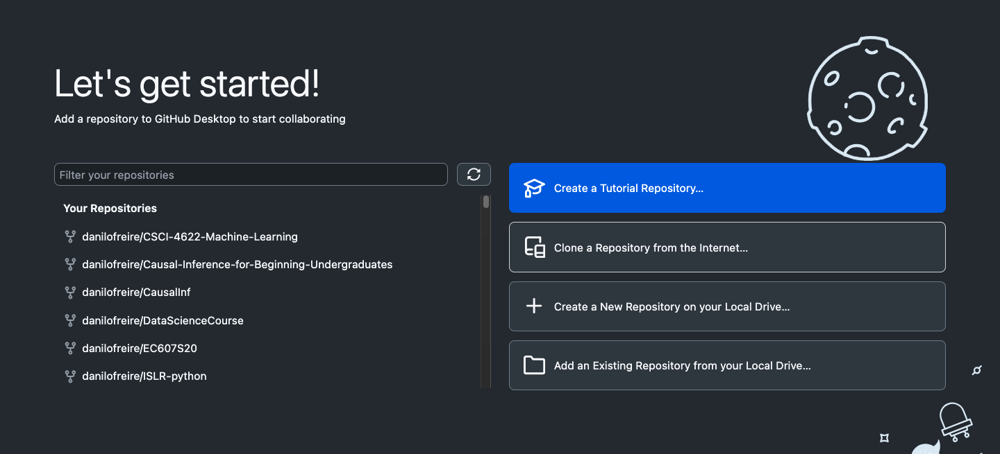 Let's get started!
Add a repository to GitHub Desktop to start collaborating
Filter your repositories
Your Repositories
danilofreire/CSCI-4622-Machine-Learning
danilofreire/Causal-Inference-for-Beginning-Undergraduates
danilofreire/CausalInf
danilofreire/DataScienceCourse
danilofreire/EC607S20
danilofreire/ISLR-python
Create a Tutorial Repository...
Clone a Repository from the Internet...
Create a New Repository on your Local Drive...
Add an Existing Repository from your Local Drive...